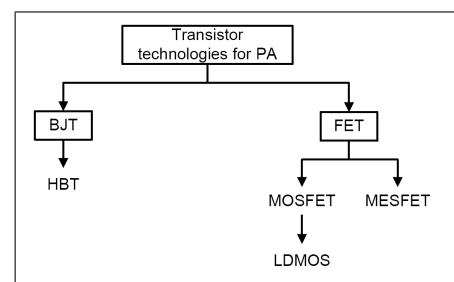 Transistor
technologies for PA
BJT
FET
HBT
MOSFET
MESFET
LDMOS